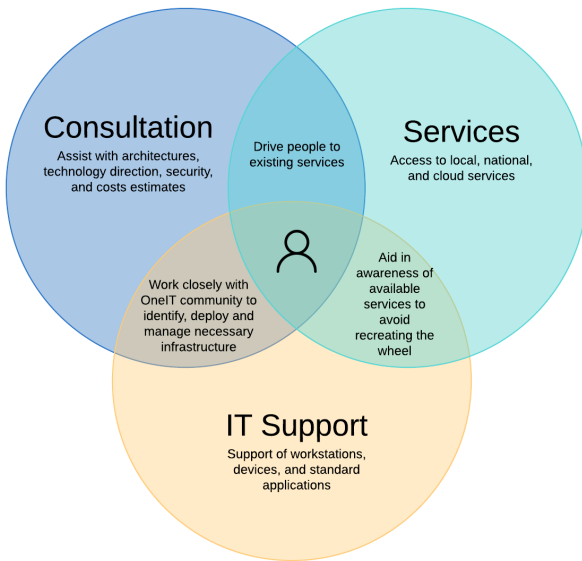 Consultation
Assist with architectures,
technology direction, security,
and costs estimates
Drive people to
existing services
Services
Access to local, national,
and cloud services
Work closely with
OneIT community to
identify, deploy and
manage necessary
infrastructure
Aid in
awareness of
available
services to
avoid
recreating the
wheel
IT Support
Support of workstations,
devices, and standard
applications